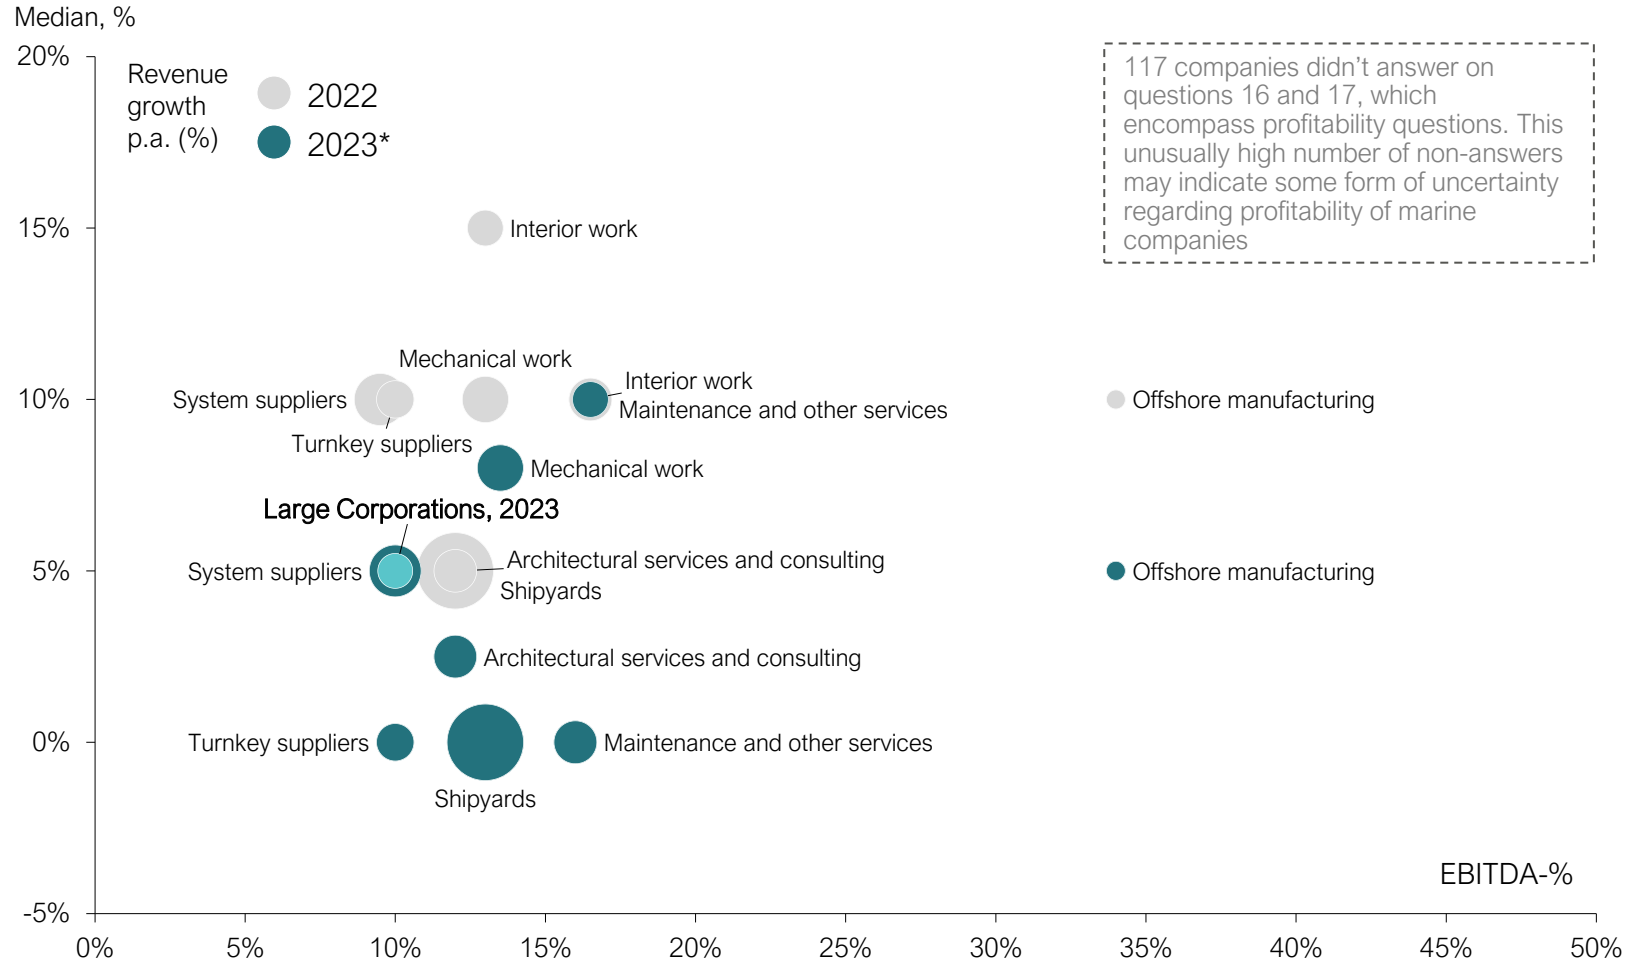 Median, %
20%
15%
10%
5%
0%
-5%
Revenue
growth
p.a. (%)
2022
2023*
117 companies didn’t answer on
questions 16 and 17, which
encompass profitability questions. This
unusually high number of non-answers
may indicate some form of uncertainty
regarding profitability of marine
companies
Interior work
Mechanical work
System suppliers
Turnkey suppliers
Interior work
Maintenance and other services
Offshore manufacturing
Mechanical work
Large Corporations, 2023
System suppliers
Architectural services and consulting
Shipyards
Offshore manufacturing
Architectural services and consulting
Turnkey suppliers
Maintenance and other services
Shipyards
EBITDA-%
0%
5%
10%
15%
20%
25%
30%
35%
40%
45%
50%